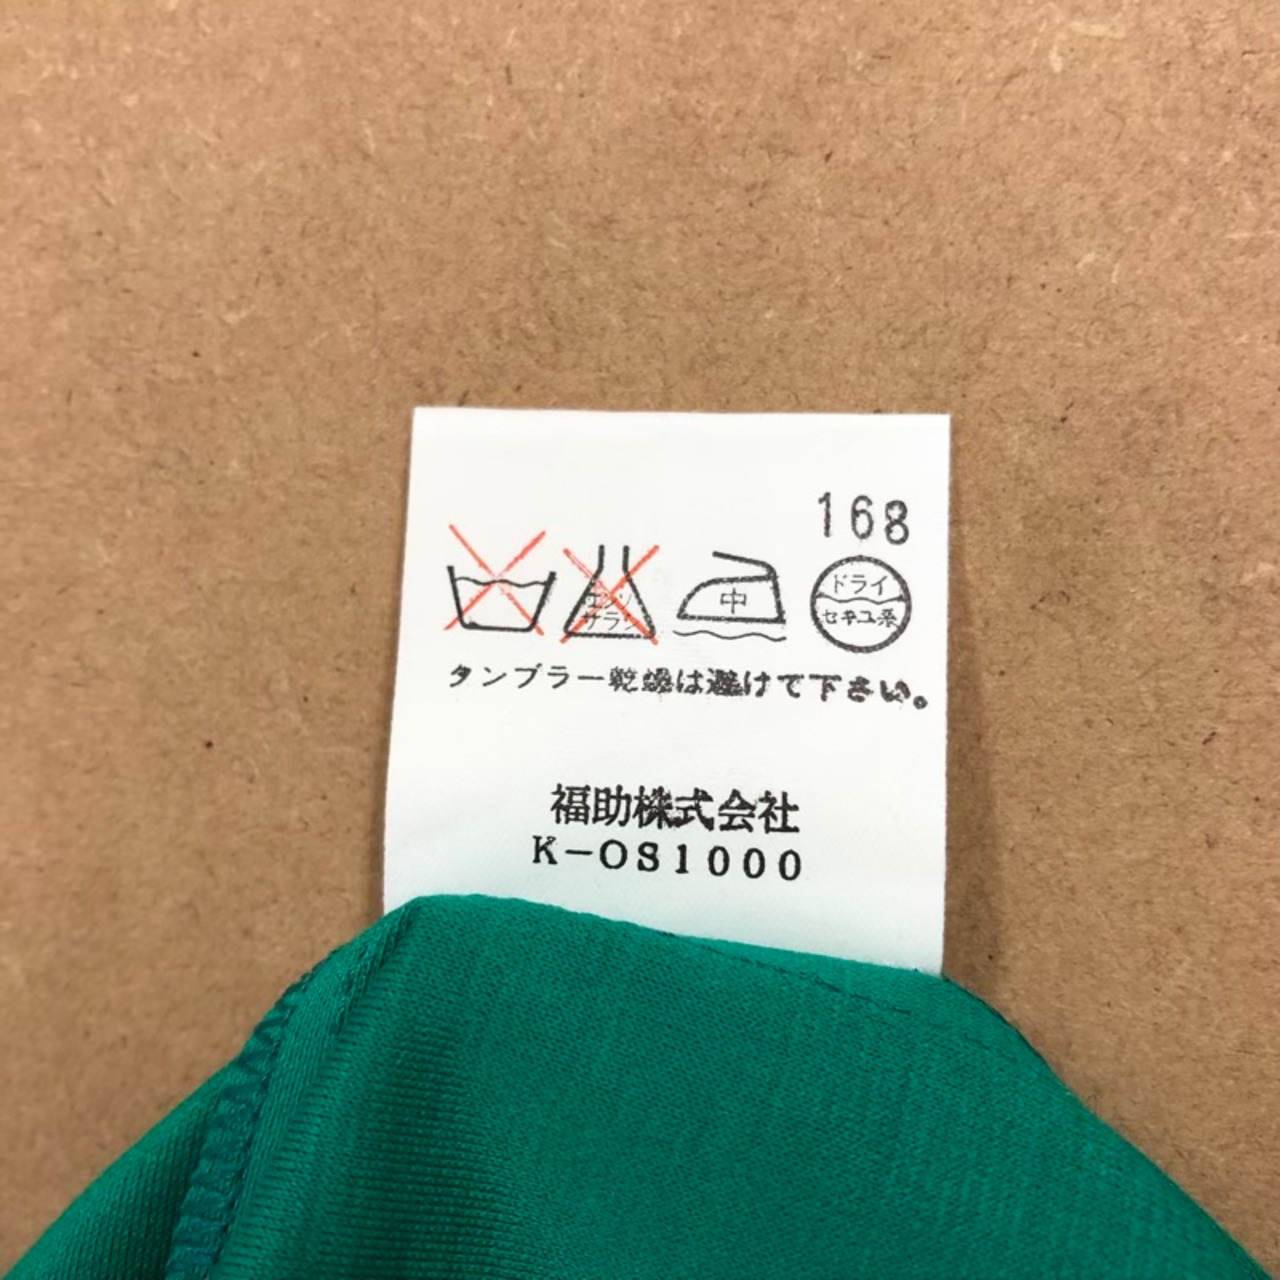 168
エンソ
サラシ
中
ドライ
セキユ系
タンブラー乾燥は避けて下さい。
福助株式会社
K-OS1000